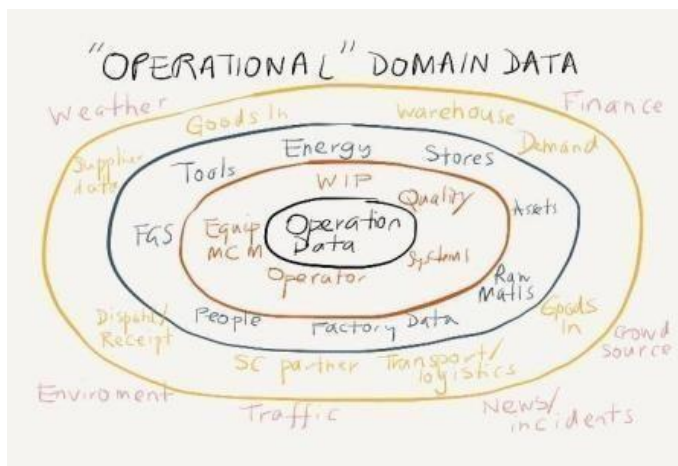 "OPERATIONAL" DOMAIN DATA
Weather
Goods In
Warehouse
Finance
Supplier
data
Tools
Energy
Stores
Demand
WIP
FGS
Equip
MCM
Operation
Data
Quality
Assets
Systems
Operator
Raw
Matls
People
Factory Data
Dispatch/
Receipt
SC partner
Transport/
logistics
Goods
In
Crowd
Source
Enviroment
Traffic
News/
incidents